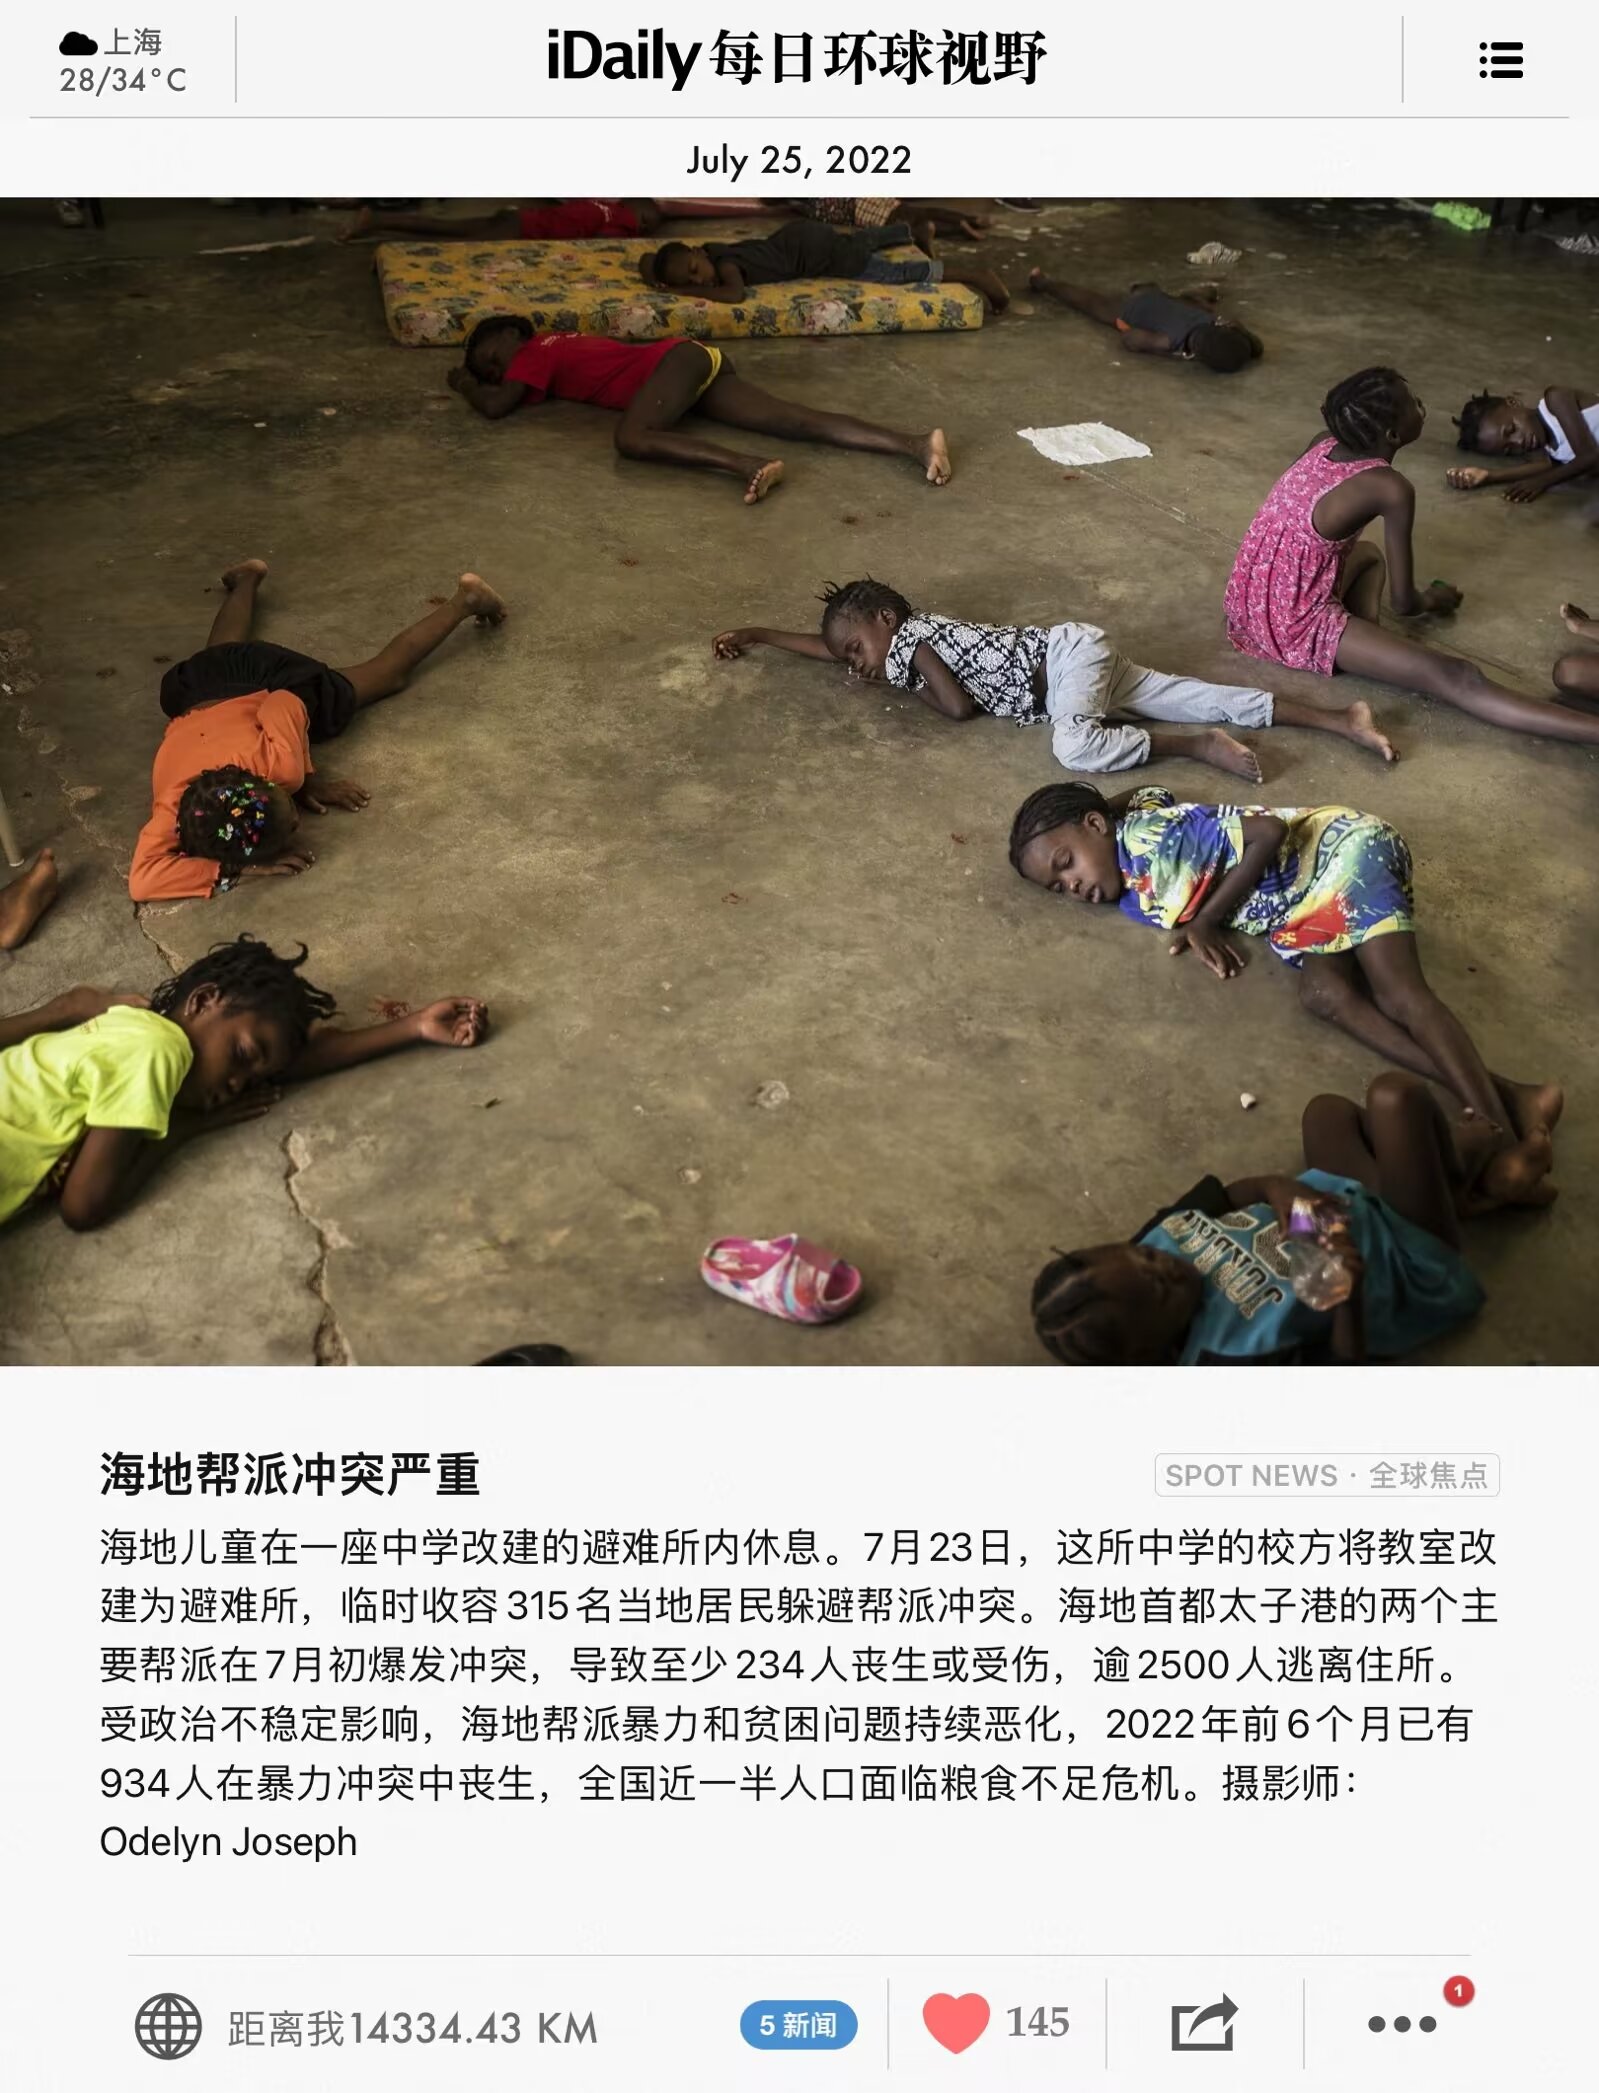 上海
28/34°C
iDaily每日环球视野
July 25, 2022
adidas
JORDAN
海地帮派冲突严重
SPOT NEWS · 全球焦点
海地儿童在一座中学改建的避难所内休息。7月23日，这所中学的校方将教室改
建为避难所，临时收容315名当地居民躲避帮派冲突。海地首都太子港的两个主
要帮派在7月初爆发冲突，导致至少234人丧生或受伤，逾2500人逃离住所。
受政治不稳定影响，海地帮派暴力和贫困问题持续恶化，2022年前6个月已有
934人在暴力冲突中丧生，全国近一半人口面临粮食不足危机。摄影师：
Odelyn Joseph
距离我14334.43 KM
5 新闻
145
1